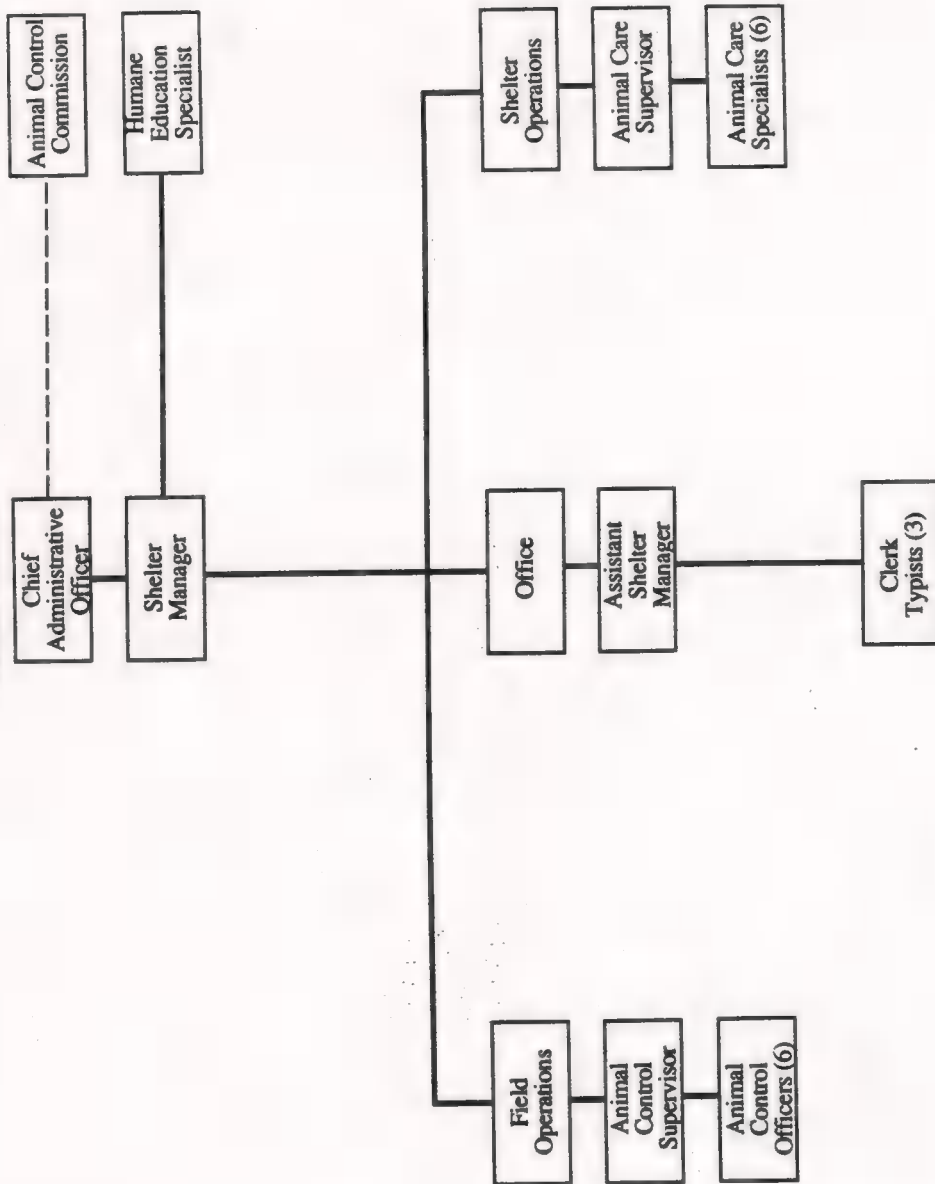 Chief
Administrative
Officer
Animal Control
Commission
Shelter
Manager
Humane
Education
Specialist
Field
Operations
Animal
Control
Supervisor
Animal
Control
Officers (6)
Office
Assistant
Shelter
Manager
Clerk
Typists (3)
Shelter
Operations
Animal Care
Supervisor
Animal Care
Specialists (6)